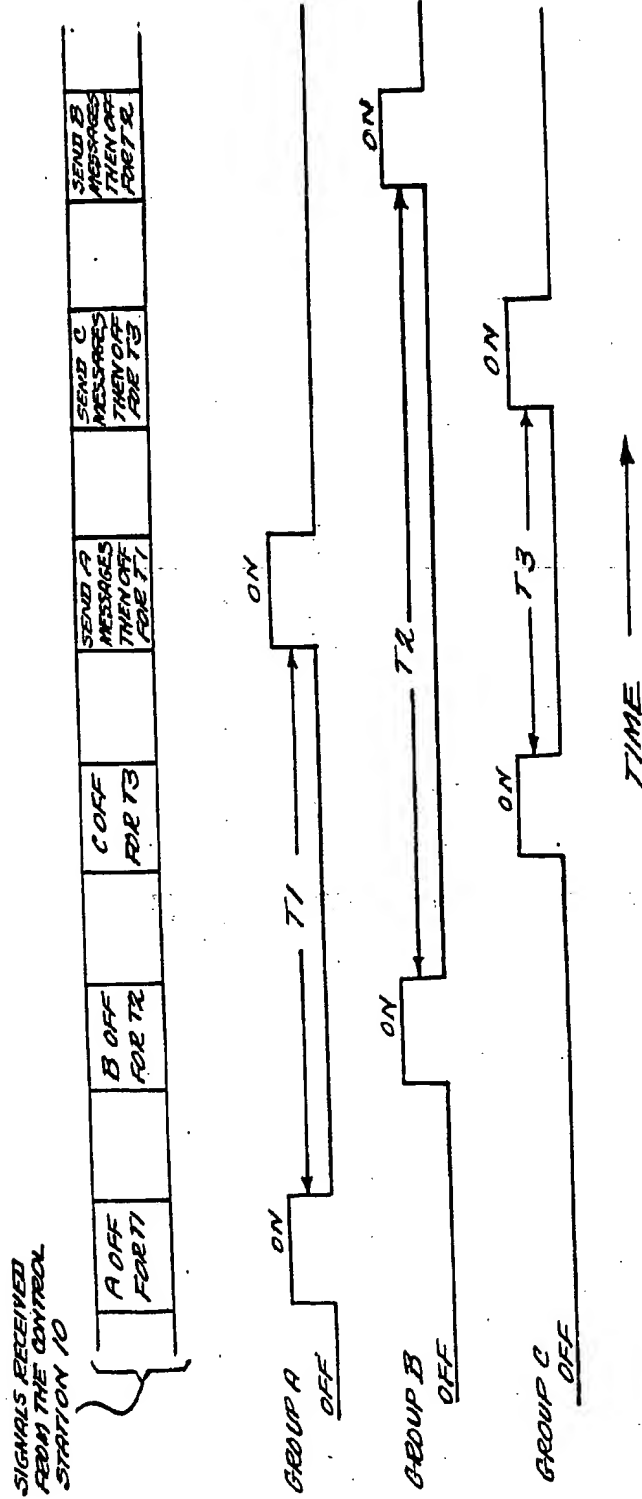 SIGNALS RECEIVED
FROM THE CONTROL
STATION 10
A OFF
FOR T1
B OFF
FOR T2
C OFF
FOR T3
SEND A
MESSAGES
THEN OFF
FOR T1
SEND C
MESSAGES
THEN OFF
FOR T3
SEND B
MESSAGES
THEN OFF
FOR T2
GROUP A
OFF
ON
T1
ON
GROUP B
OFF
ON
T2
ON
GROUP C
OFF
ON
T3
ON
TIME